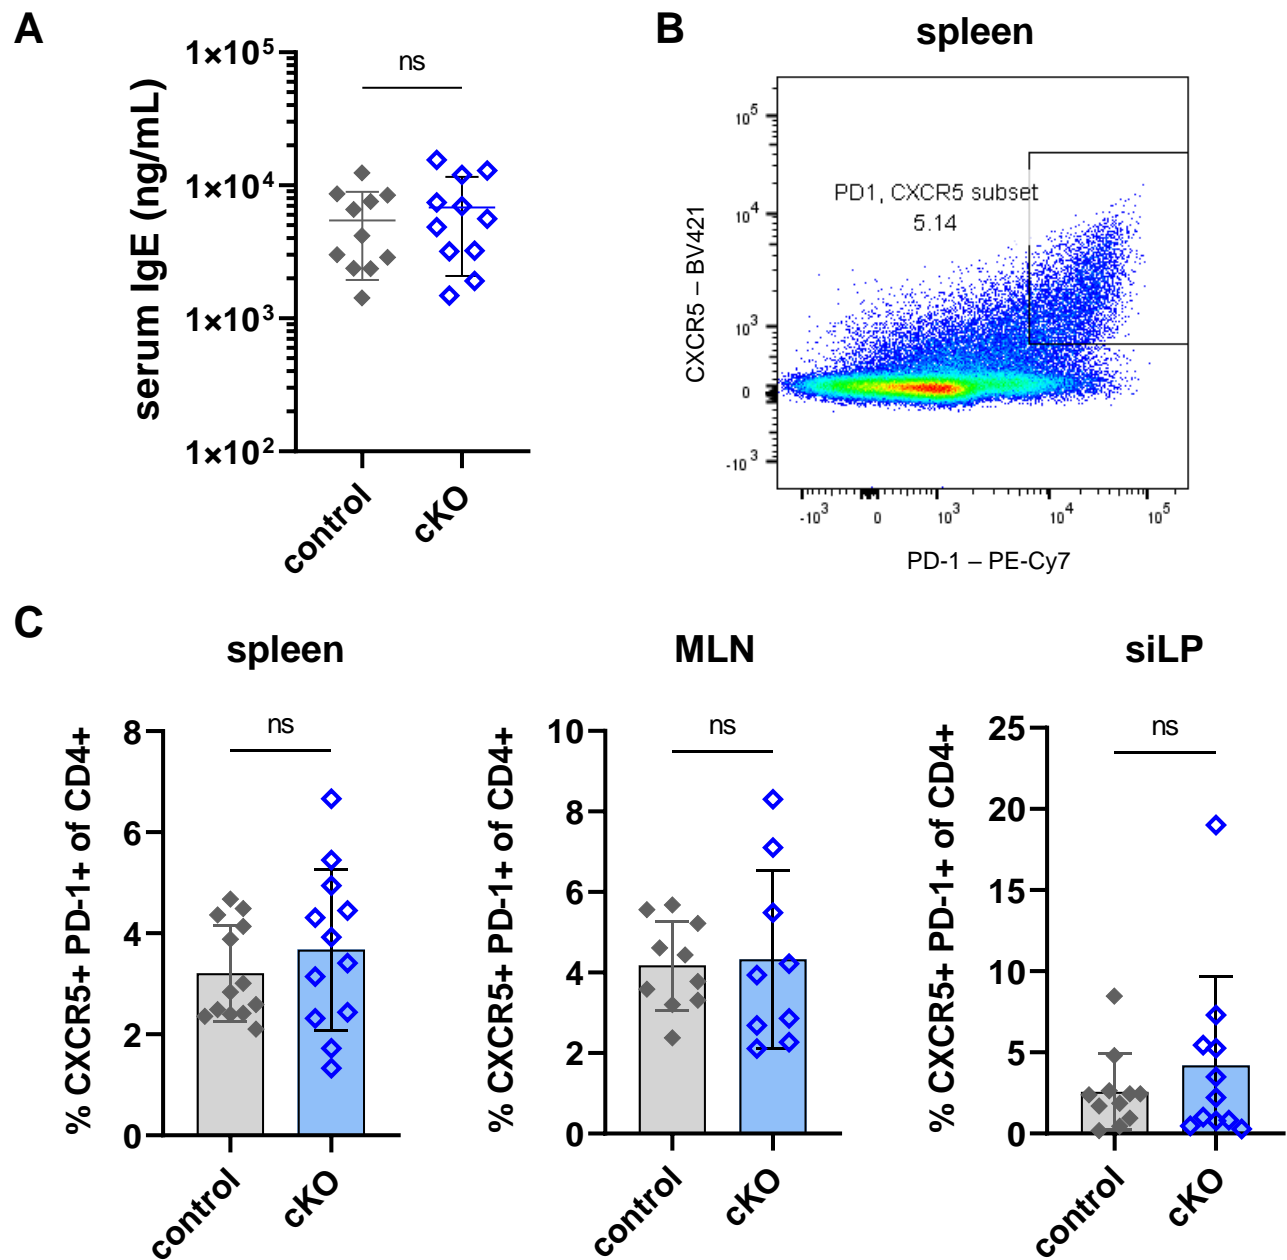 A
serum IgE (ng/mL)
1×10⁵
1×10⁴
1×10³
1×10²
ns
control
cKO
B
spleen
CXCR5 – BV421
10⁵
10⁴
10³
0
-10³
PD1, CXCR5 subset
5.14
-10³
0
10³
10⁴
10⁵
PD-1 – PE-Cy7
C
spleen
% CXCR5+ PD-1+ of CD4+
8
6
4
2
0
ns
control
cKO
MLN
% CXCR5+ PD-1+ of CD4+
10
8
6
4
2
0
ns
control
cKO
siLP
% CXCR5+ PD-1+ of CD4+
25
20
15
10
5
0
ns
control
cKO